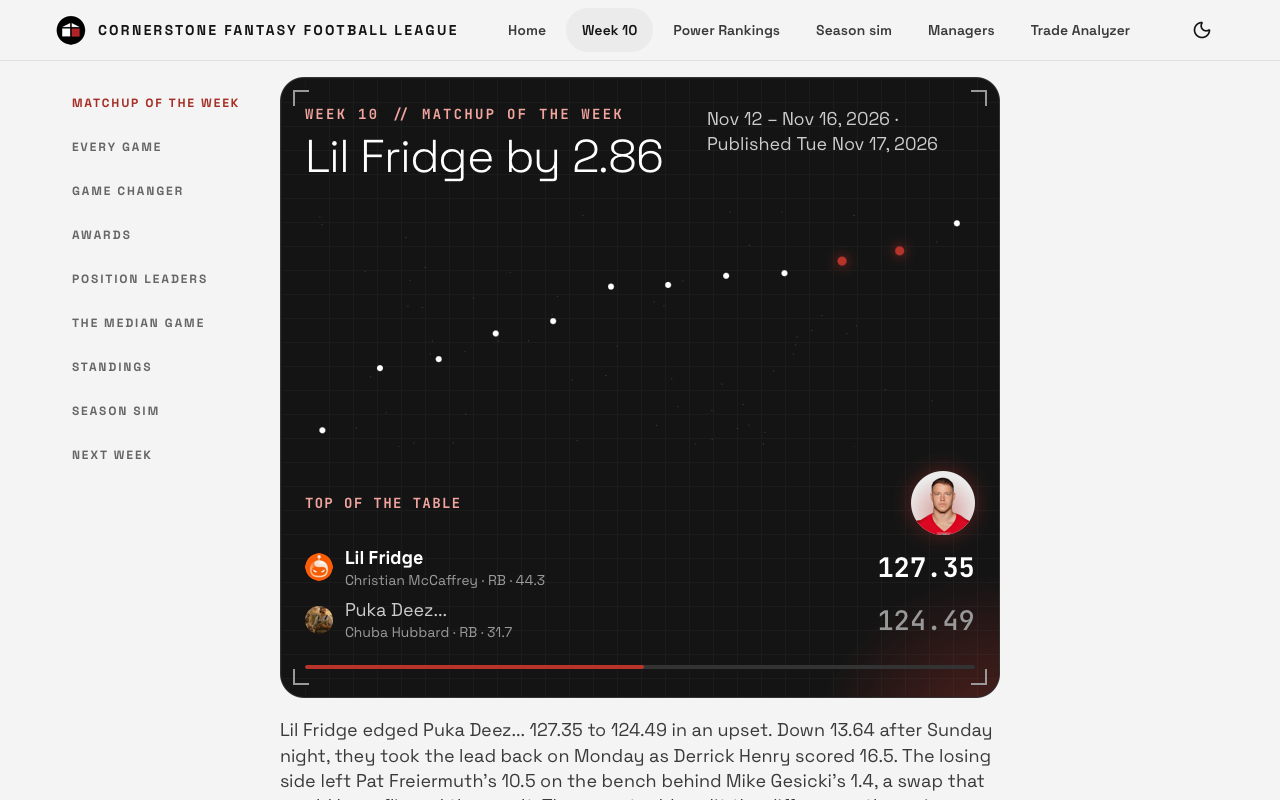 CORNERSTONE FANTASY FOOTBALL LEAGUE
Home
Week 10
Power Rankings
Season sim
Managers
Trade Analyzer
MATCHUP OF THE WEEK
EVERY GAME
GAME CHANGER
AWARDS
POSITION LEADERS
THE MEDIAN GAME
STANDINGS
SEASON SIM
NEXT WEEK
WEEK 10 // MATCHUP OF THE WEEK
Lil Fridge by 2.86
Nov 12 – Nov 16, 2026 ·
Published Tue Nov 17, 2026
TOP OF THE TABLE
Lil Fridge
Christian McCaffrey · RB · 44.3
127.35
Puka Deez...
Chuba Hubbard · RB · 31.7
124.49
Lil Fridge edged Puka Deez... 127.35 to 124.49 in an upset. Down 13.64 after Sunday
night, they took the lead back on Monday as Derrick Henry scored 16.5. The losing
side left Pat Freiermuth's 10.5 on the bench behind Mike Gesicki's 1.4, a swap that